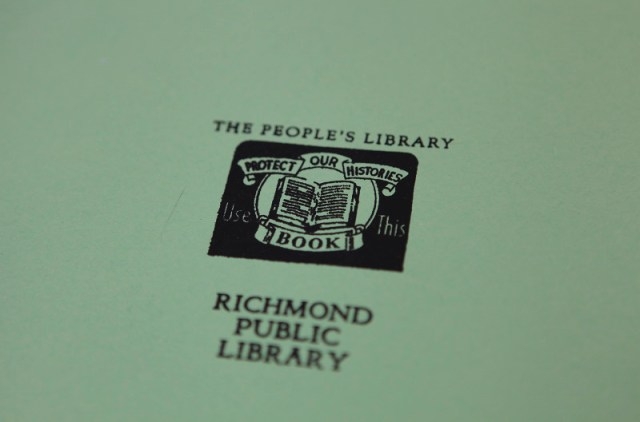 THE PEOPLE'S LIBRARY
PROTECT OUR HISTORIES
Use This
BOOK
RICHMOND
PUBLIC
LIBRARY